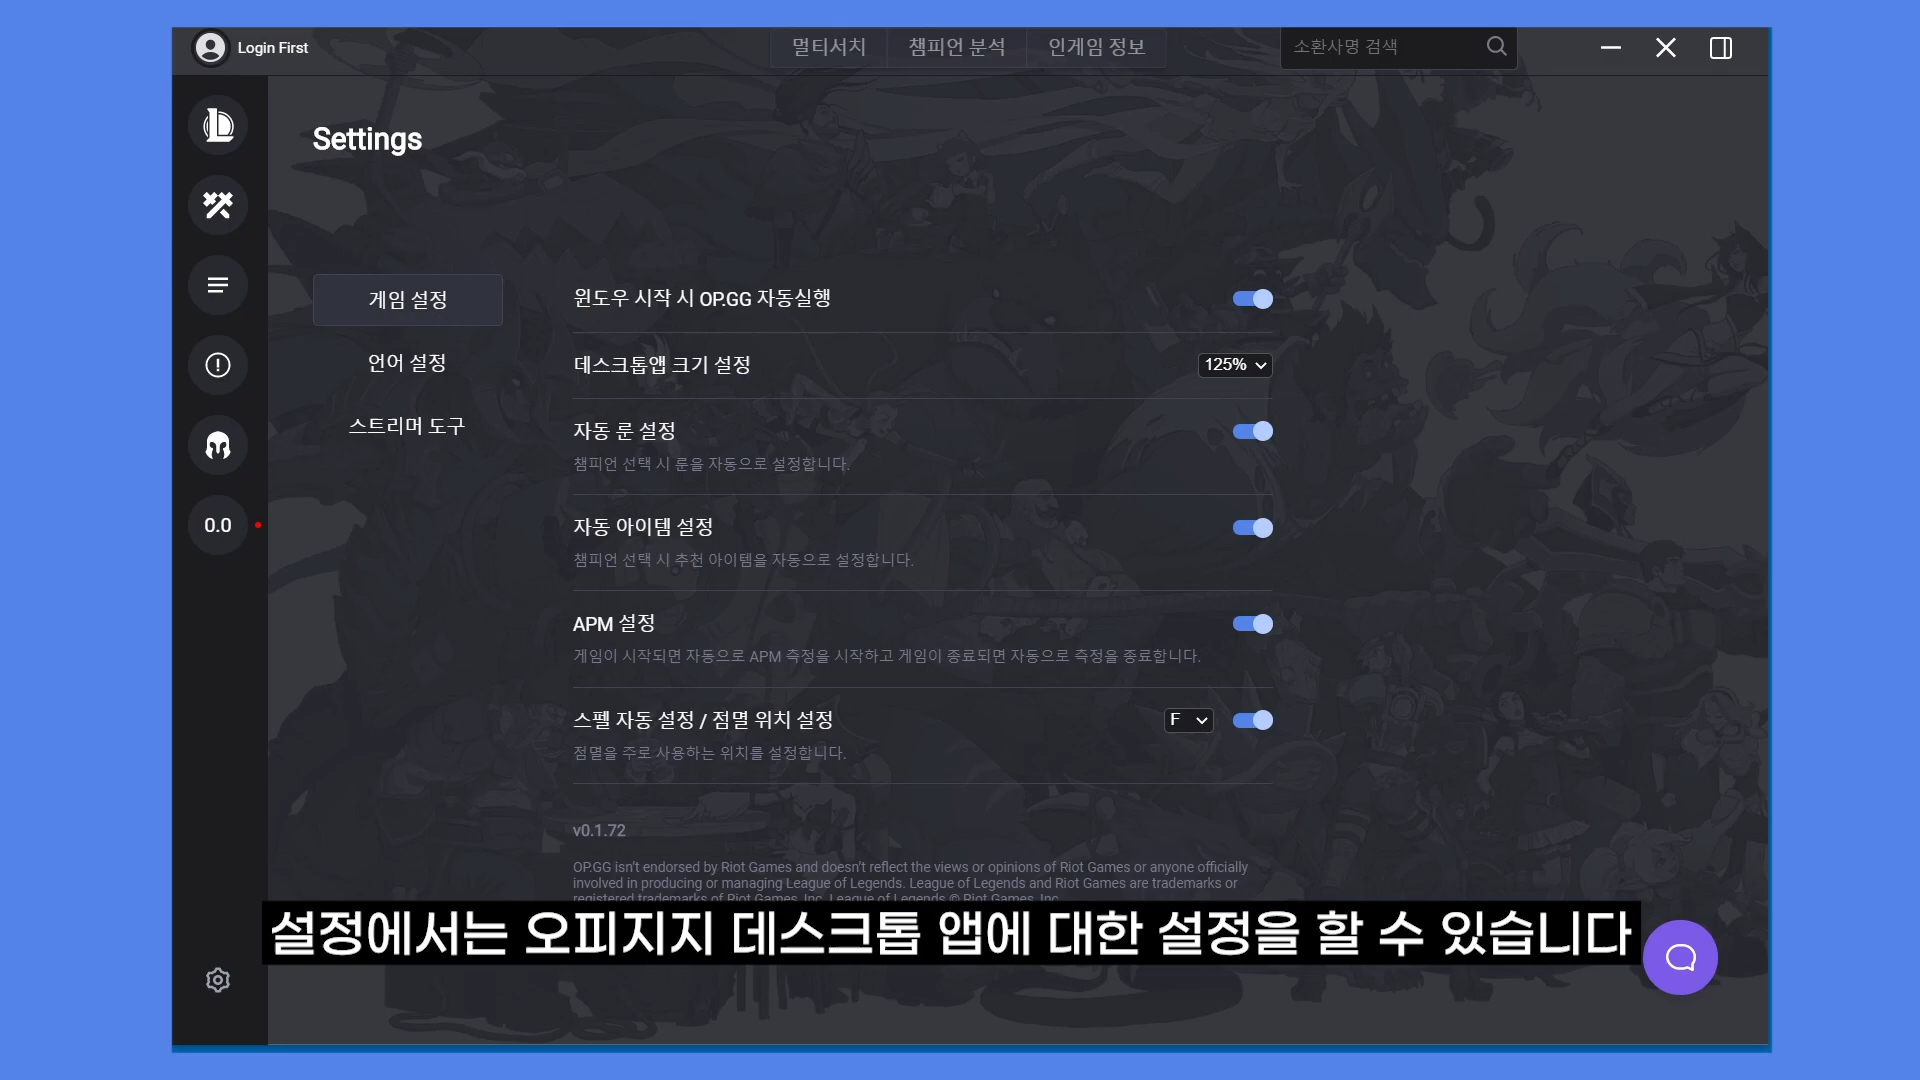 Login First
멀티서치
챔피언 분석
인게임 정보
소환사명 검색
Settings
게임 설정
언어 설정
스트리머 도구
0.0
윈도우 시작 시 OP.GG 자동실행
데스크톱앱 크기 설정
125%
자동 룬 설정
챔피언 선택 시 룬을 자동으로 설정합니다.
자동 아이템 설정
챔피언 선택 시 추천 아이템을 자동으로 설정합니다.
APM 설정
게임이 시작되면 자동으로 APM 측정을 시작하고 게임이 종료되면 자동으로 측정을 종료합니다.
스펠 자동 설정 / 점멸 위치 설정
F
점멸을 주로 사용하는 위치를 설정합니다.
v0.1.72
OP.GG isn't endorsed by Riot Games and doesn't reflect the views or opinions of Riot Games or anyone officially
involved in producing or managing League of Legends. League of Legends and Riot Games are trademarks or
registered trademarks of Riot Games, Inc. League of Legends © Riot Games, Inc.
설정에서는 오피지지 데스크톱 앱에 대한 설정을 할 수 있습니다